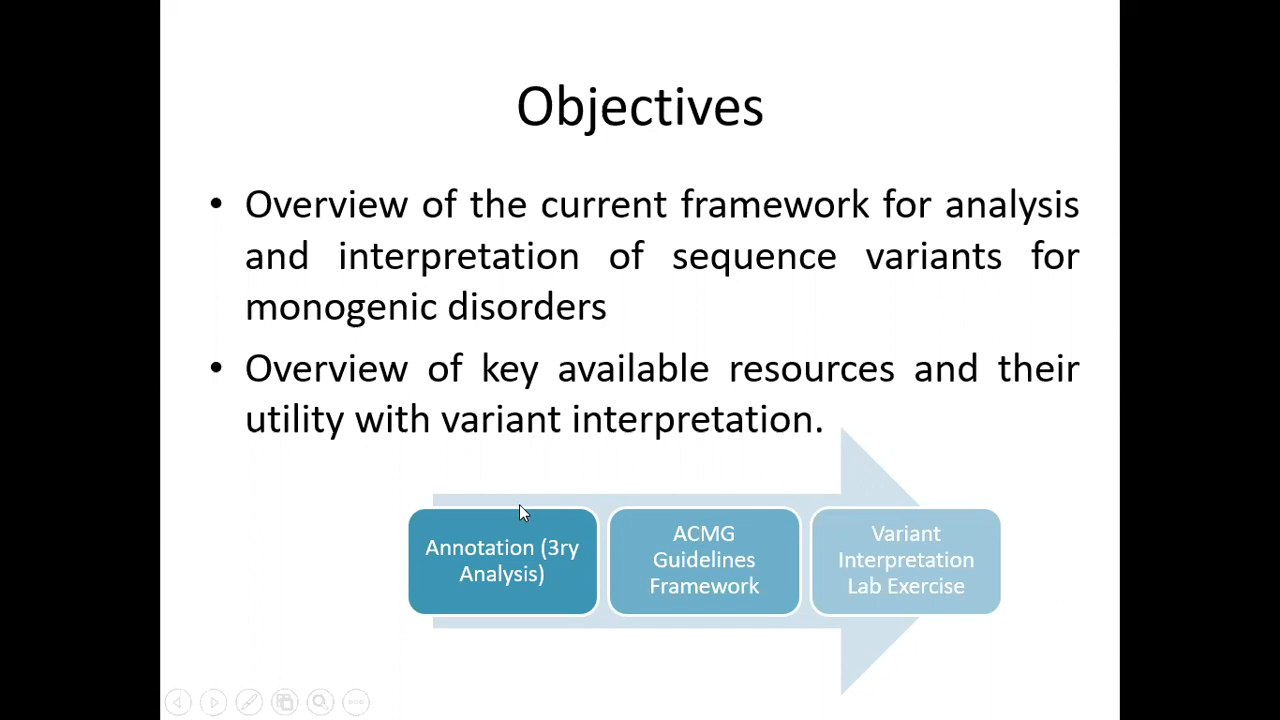 Objectives
• Overview of the current framework for analysis
and interpretation of sequence variants for
monogenic disorders
• Overview of key available resources and their
utility with variant interpretation.
Annotation (3ry
Analysis)
ACMG
Guidelines
Framework
Variant
Interpretation
Lab Exercise